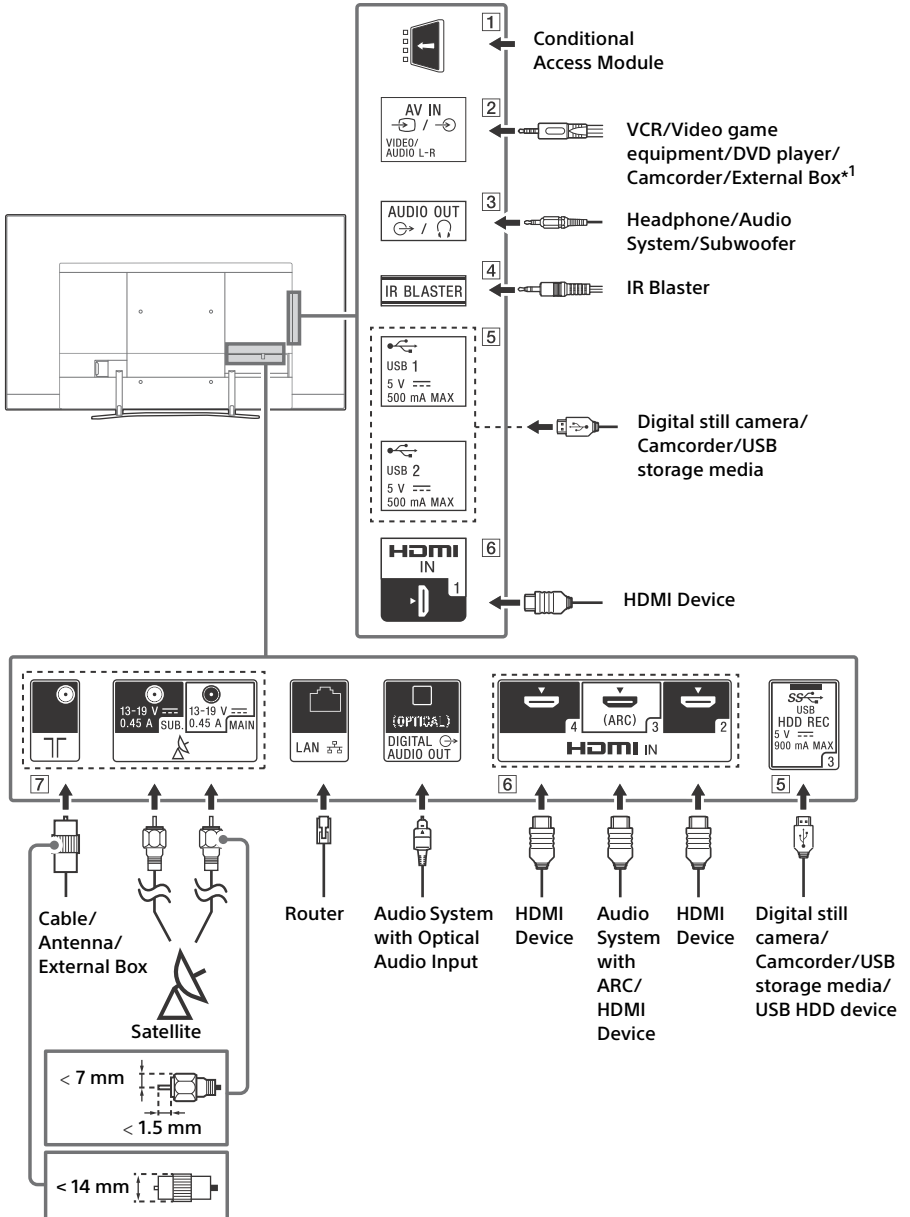 1
Conditional
Access Module
AV IN
/
VIDEO/
AUDIO L-R
2
VCR/Video game
equipment/DVD player/
Camcorder/External Box*1
AUDIO OUT
/
3
Headphone/Audio
System/Subwoofer
4
IR BLASTER
IR Blaster
5
USB 1
5 V
500 mA MAX
Digital still camera/
Camcorder/USB
storage media
USB 2
5 V
500 mA MAX
HDMI
IN
1
6
HDMI Device
13-19 V
0.45 A SUB.
13-19 V
0.45 A MAIN
LAN
(OPTICAL)
DIGITAL
AUDIO OUT
4
(ARC) 3
2
HDMI IN
SS
USB
HDD REC
5 V
900 mA MAX
3
7
6
5
Cable/
Antenna/
External Box
Satellite
Router
Audio System
with Optical
Audio Input
HDMI
Device
Audio
System
with
ARC/
HDMI
Device
HDMI
Device
Digital still
camera/
Camcorder/USB
storage media/
USB HDD device
< 7 mm
< 1.5 mm
< 14 mm